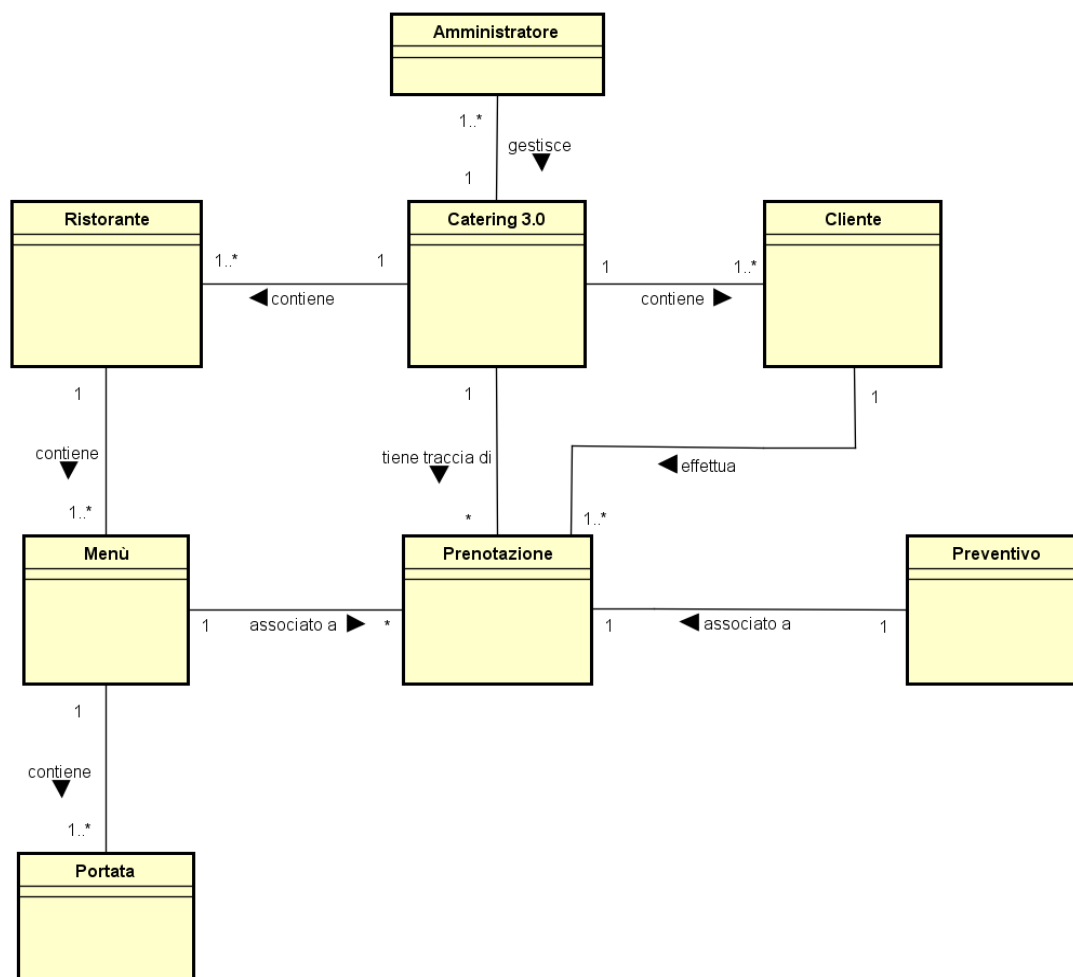 Amministratore
1..*
gestisce
1
Ristorante
Catering 3.0
Cliente
1..*
1
1
1..*
contiene
contiene
1
1
1
contiene
tiene traccia di
effettua
1..*
*
1..*
Menù
Prenotazione
Preventivo
1
associato a
*
1
associato a
1
1
contiene
1..*
Portata